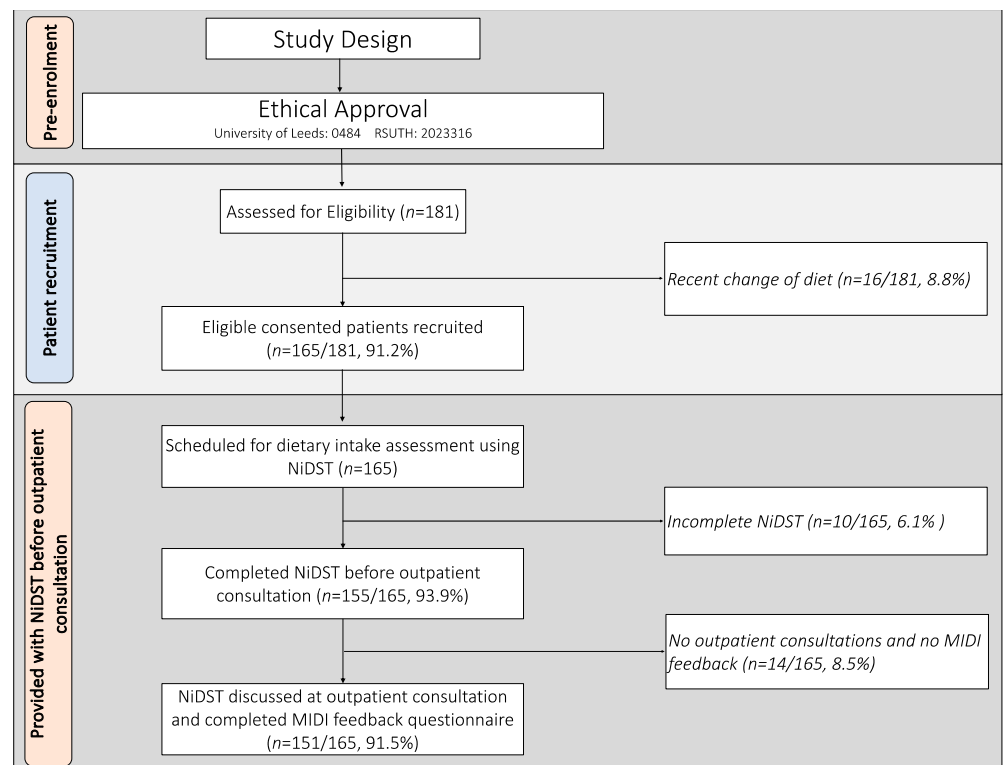 Pre-enrolment
Study Design
Ethical Approval
University of Leeds: 0484 RSUTH: 2023316
Patient recruitment
Assessed for Eligibility (n=181)
Recent change of diet (n=16/181, 8.8%)
Eligible consented patients recruited
(n=165/181, 91.2%)
Provided with NiDST before outpatient
consultation
Scheduled for dietary intake assessment using
NiDST (n=165)
Incomplete NiDST (n=10/165, 6.1% )
Completed NiDST before outpatient
consultation (n=155/165, 93.9%)
No outpatient consultations and no MIDI
feedback (n=14/165, 8.5%)
NiDST discussed at outpatient consultation
and completed MIDI feedback questionnaire
(n=151/165, 91.5%)